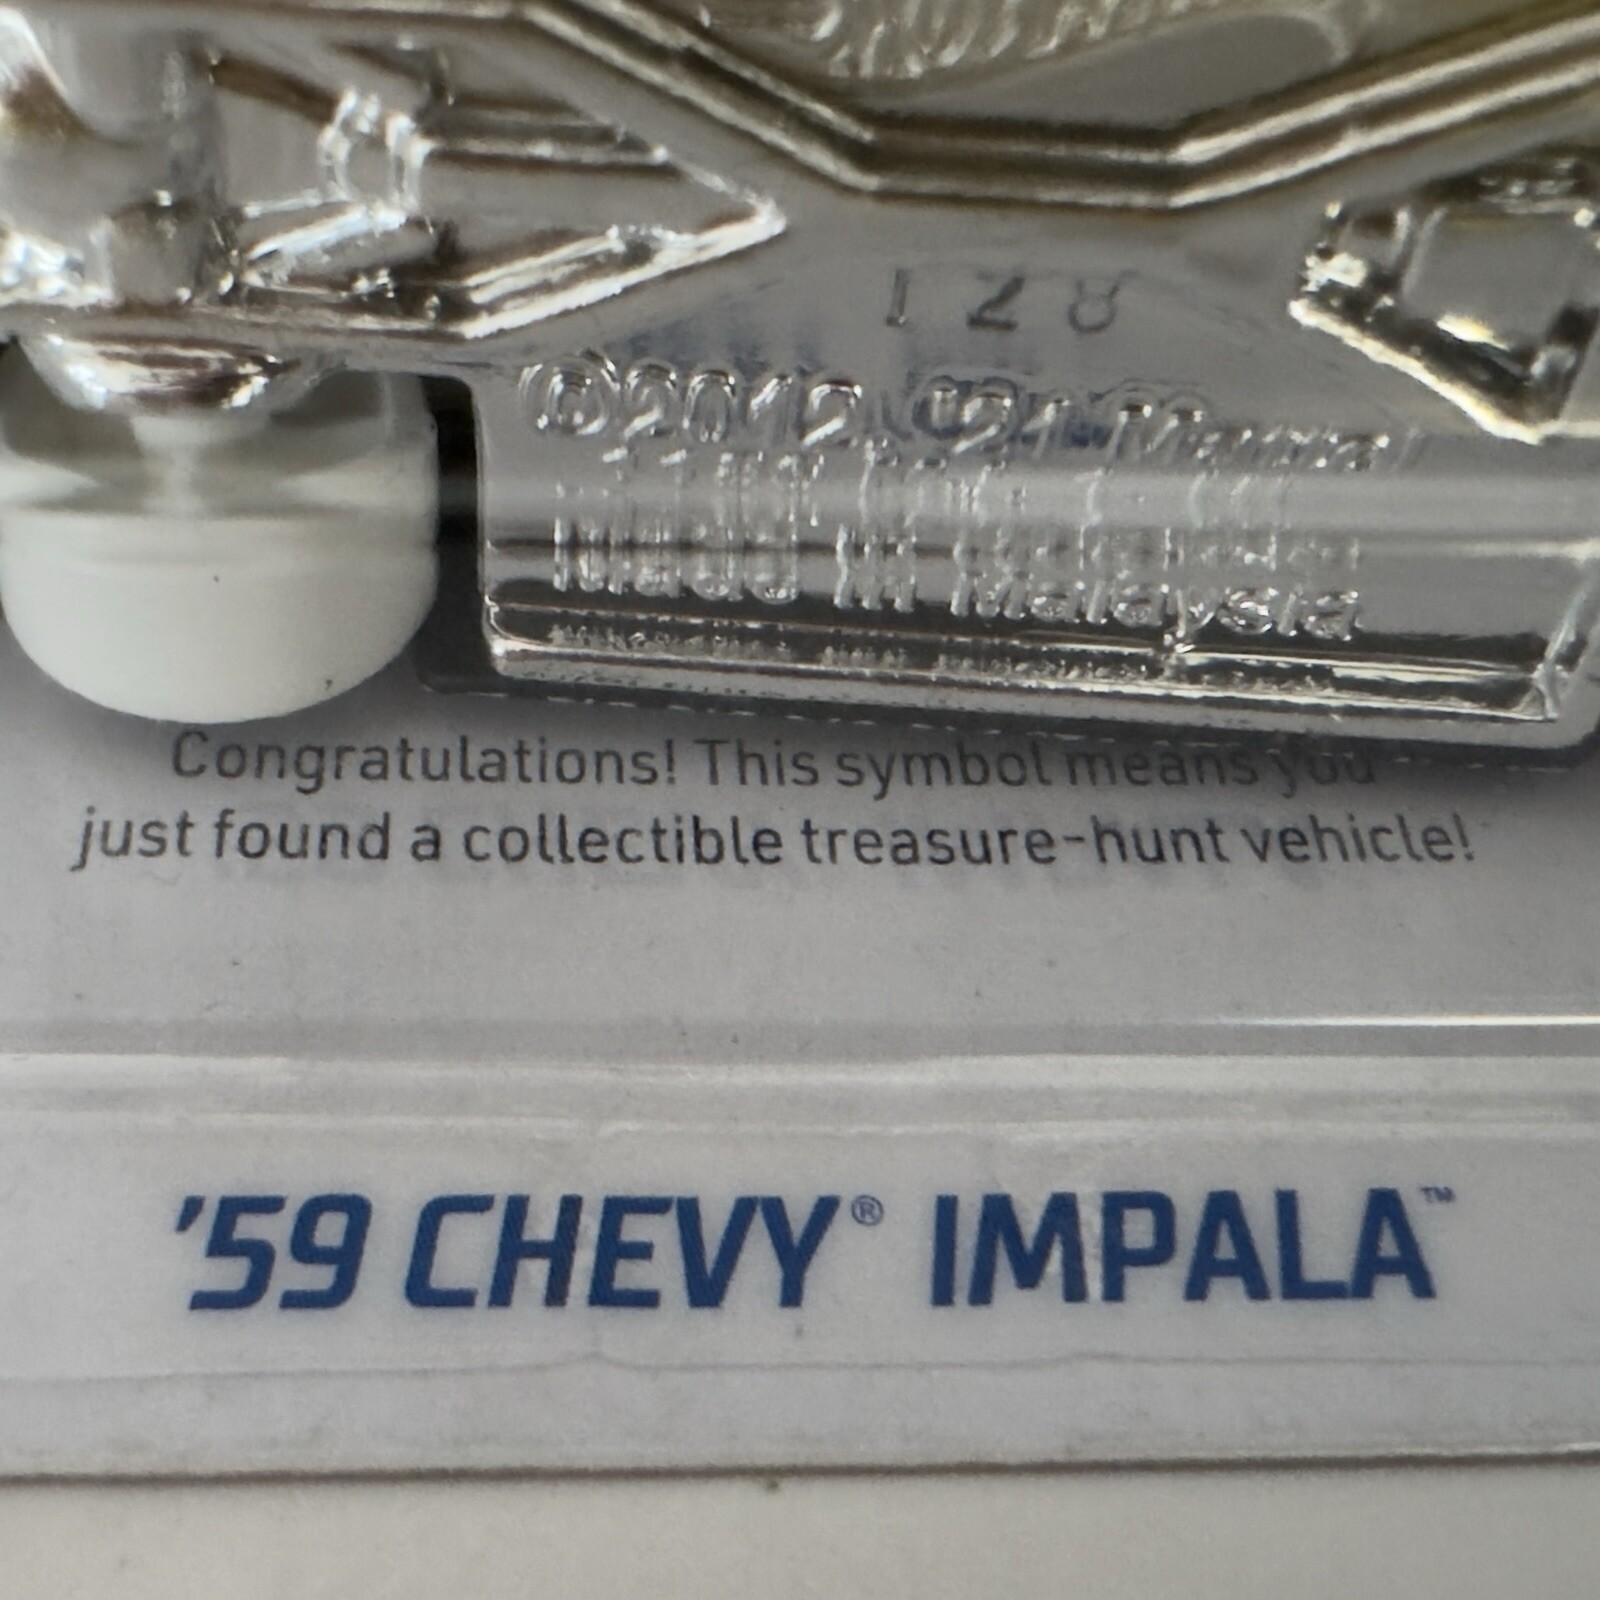 ©2012, '21 Mattel
Made in Malaysia
Congratulations! This symbol means you
just found a collectible treasure-hunt vehicle!
'59 CHEVY® IMPALA™